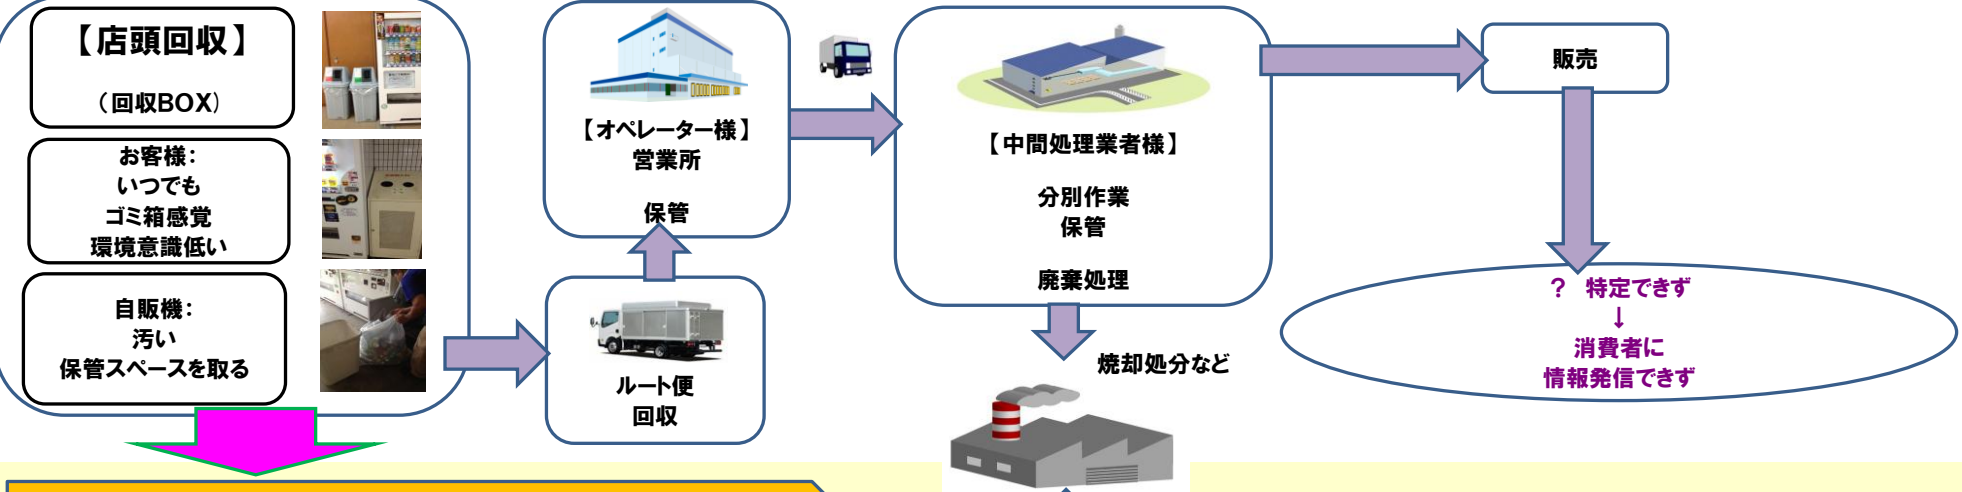 【店頭回収】
（回収BOX）
お客様：
いつでも
ゴミ箱感覚
環境意識低い
自販機：
汚い
保管スペースを取る
ルート便
回収
【オペレーター様】
営業所
保管
【中間処理業者様】
分別作業
保管
廃棄処理
焼却処分など
販売
？ 特定できず
↓
消費者に
情報発信できず